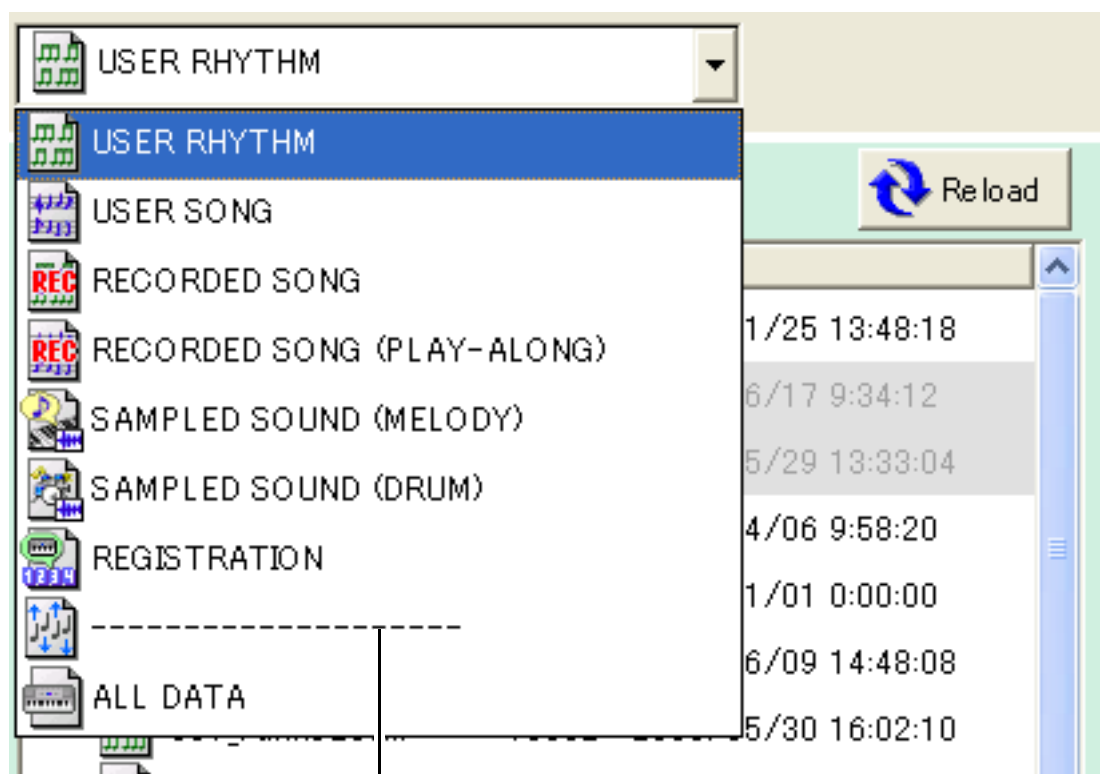 USER RHYTHM
USER RHYTHM
USER SONG
Reload
REC RECORDED SONG
REC RECORDED SONG (PLAY-ALONG)
1/25 13:48:18
6/17 9:34:12
SAMPLED SOUND (MELODY)
5/29 13:33:04
SAMPLED SOUND (DRUM)
4/06 9:58:20
1234 REGISTRATION
1/01 0:00:00
--------------------
6/09 14:48:08
ALL DATA
5/30 16:02:10